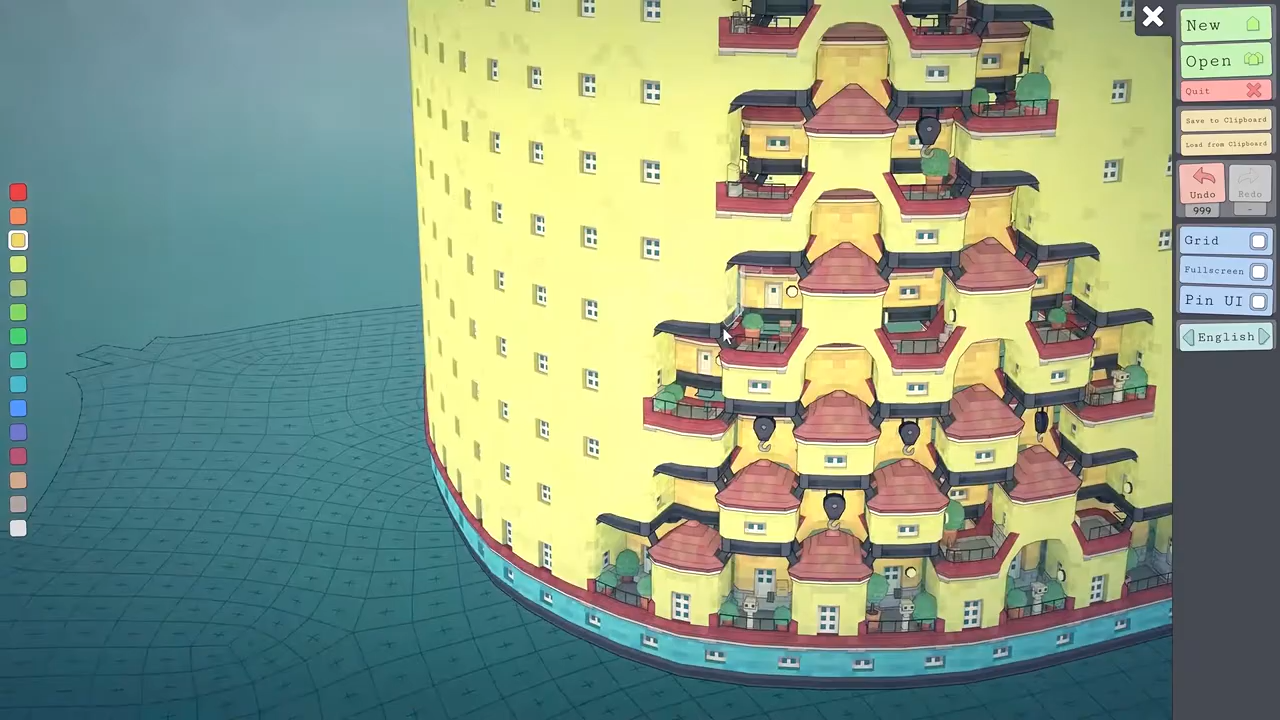 New
Open
Quit
Save to Clipboard
Load from Clipboard
Undo
Redo
999
-
Grid
Fullscreen
Pin UI
English